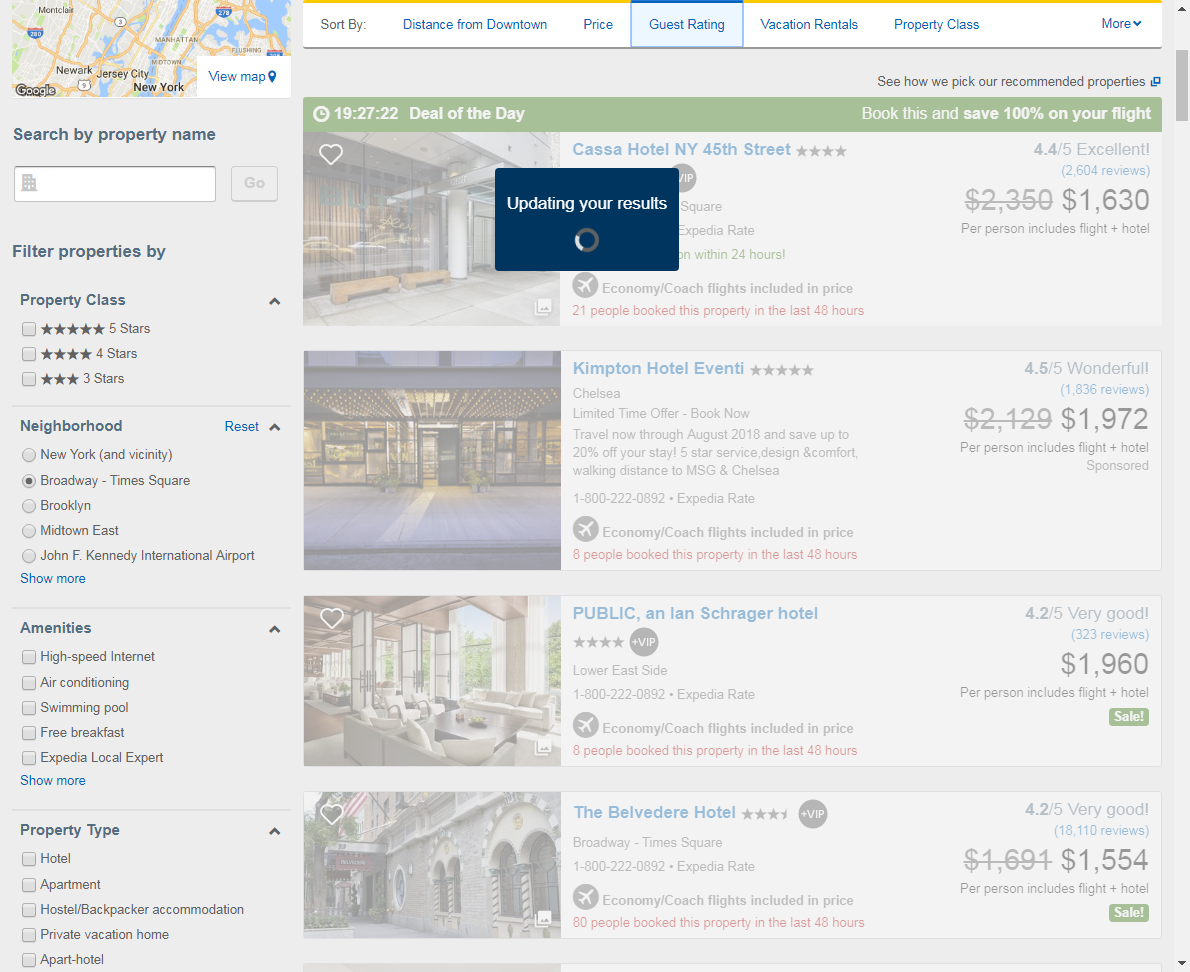 Montclair
MANHATTAN
MIDTOWN
FLUSHING
Newark
Jersey City
New York
280
3
278
9
Google
View map
Search by property name
Go
Filter properties by
Property Class
5 Stars
4 Stars
3 Stars
Neighborhood Reset
New York (and vicinity)
Broadway - Times Square
Brooklyn
Midtown East
John F. Kennedy International Airport
Show more
Amenities
High-speed Internet
Air conditioning
Swimming pool
Free breakfast
Expedia Local Expert
Show more
Property Type
Hotel
Apartment
Hostel/Backpacker accommodation
Private vacation home
Apart-hotel
Sort By: Distance from Downtown Price Guest Rating Vacation Rentals Property Class More
See how we pick our recommended properties
19:27:22 Deal of the Day Book this and save 100% on your flight
Cassa Hotel NY 45th Street
VIP
Square
Expedia Rate
on within 24 hours!
Economy/Coach flights included in price
21 people booked this property in the last 48 hours
4.4/5 Excellent!
(2,604 reviews)
$2,350 $1,630
Per person includes flight + hotel
Updating your results
Kimpton Hotel Eventi
Chelsea
Limited Time Offer - Book Now
Travel now through August 2018 and save up to
20% off your stay! 5 star service,design &comfort,
walking distance to MSG & Chelsea
1-800-222-0892 • Expedia Rate
Economy/Coach flights included in price
8 people booked this property in the last 48 hours
4.5/5 Wonderful!
(1,836 reviews)
$2,129 $1,972
Per person includes flight + hotel
Sponsored
PUBLIC, an Ian Schrager hotel
+VIP
Lower East Side
1-800-222-0892 • Expedia Rate
Economy/Coach flights included in price
8 people booked this property in the last 48 hours
4.2/5 Very good!
(323 reviews)
$1,960
Per person includes flight + hotel
Sale!
The Belvedere Hotel +VIP
Broadway - Times Square
1-800-222-0892 • Expedia Rate
Economy/Coach flights included in price
80 people booked this property in the last 48 hours
4.2/5 Very good!
(18,110 reviews)
$1,691 $1,554
Per person includes flight + hotel
Sale!